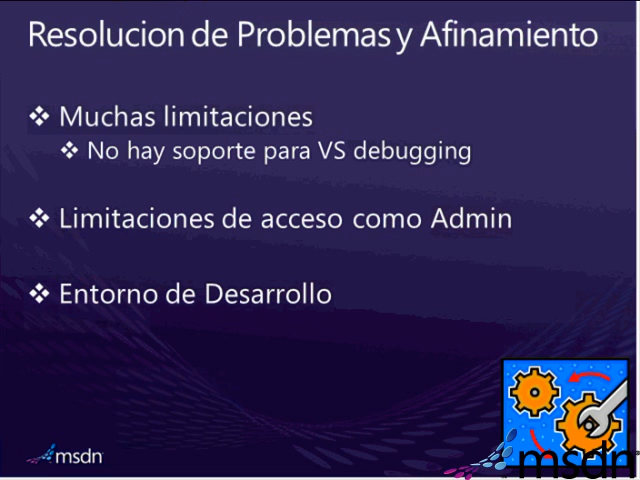 Resolucion de Problemas y Afinamiento
❖ Muchas limitaciones
❖ No hay soporte para VS debugging
❖ Limitaciones de acceso como Admin
❖ Entorno de Desarrollo
msdn
msdn